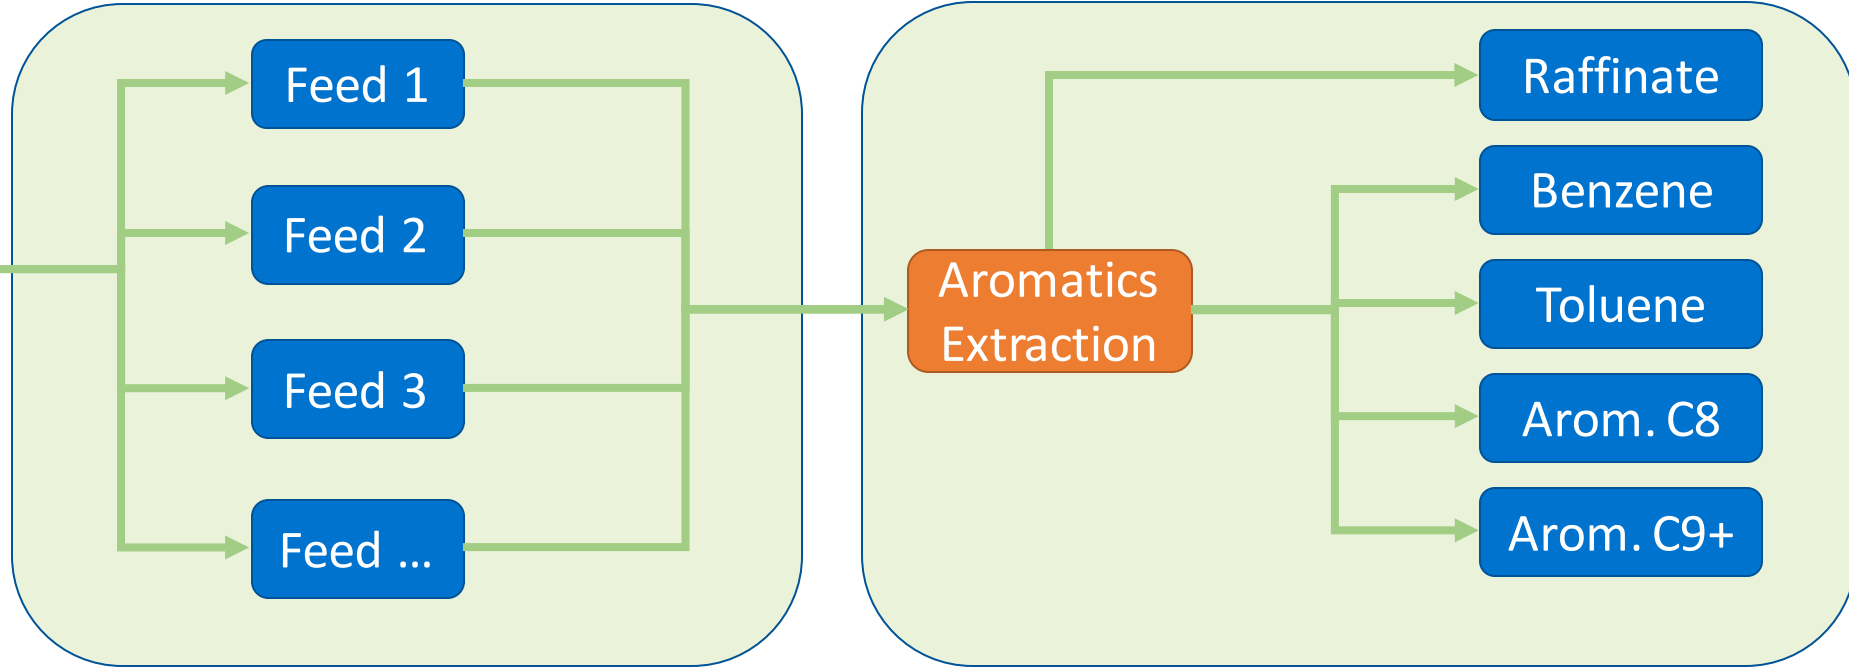 Feed 1
Feed 2
Feed 3
Feed ...
Aromatics
Extraction
Raffinate
Benzene
Toluene
Arom. C8
Arom. C9+